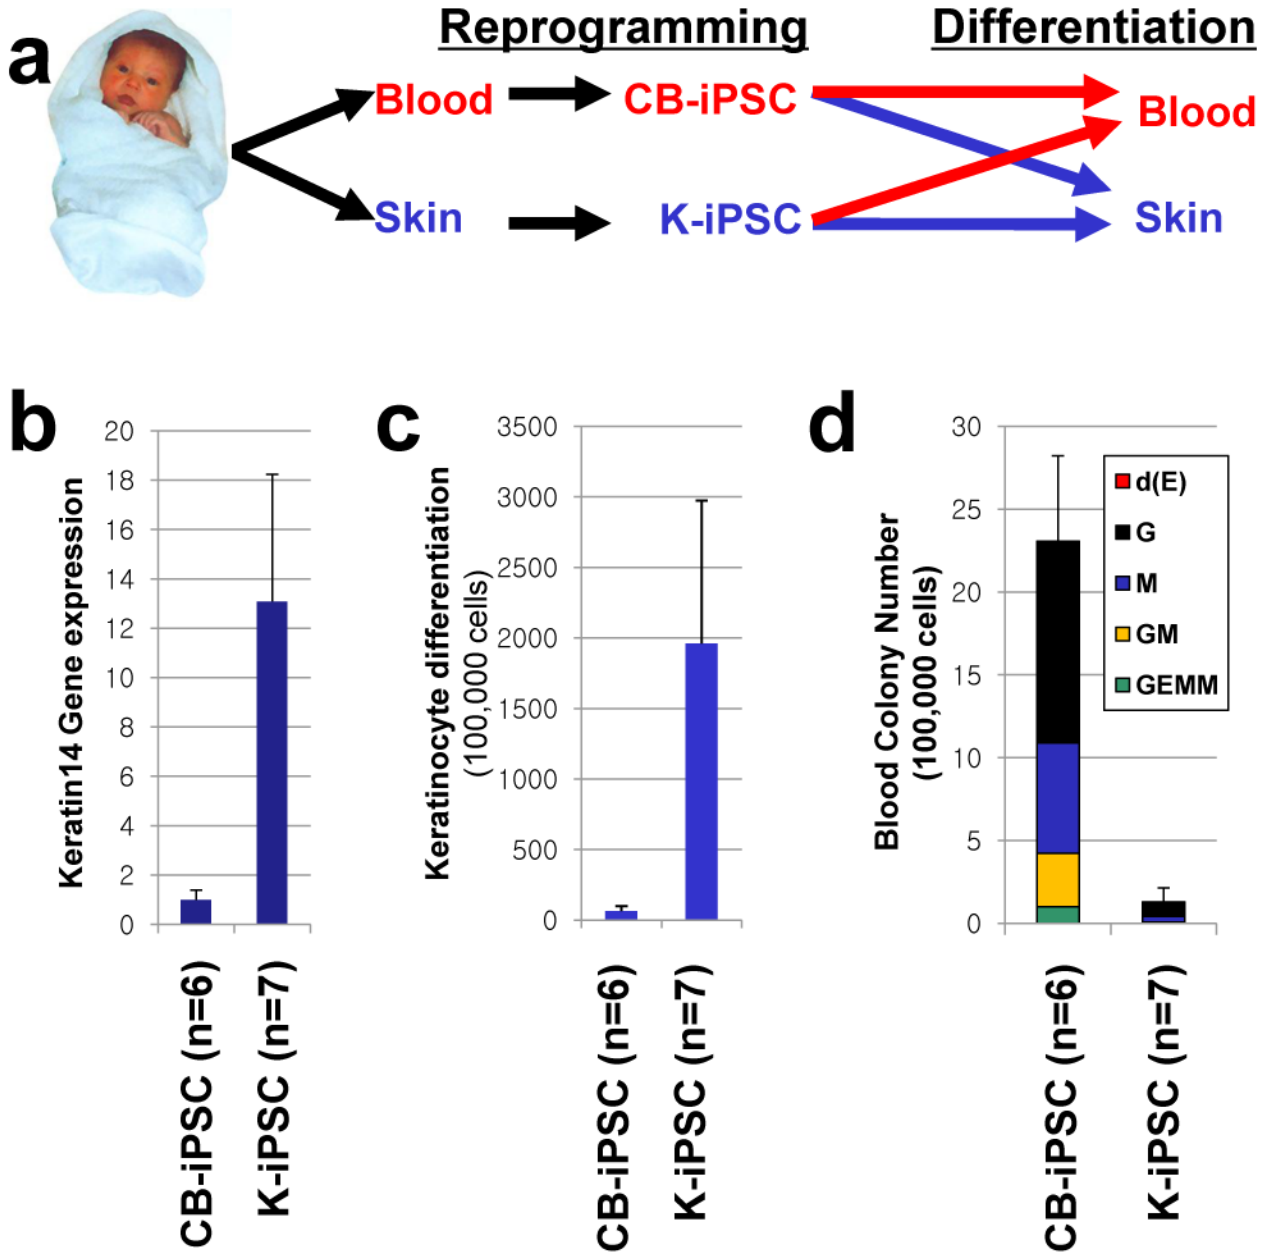 a
Reprogramming
Differentiation
Blood
CB-iPSC
Blood
Skin
K-iPSC
Skin
b
Keratin14 Gene expression
20
18
16
14
12
10
8
6
4
2
0
CB-iPSC (n=6)
K-iPSC (n=7)
c
Keratinocyte differentiation
(100,000 cells)
3500
3000
2500
2000
1500
1000
500
0
CB-iPSC (n=6)
K-iPSC (n=7)
d
Blood Colony Number
(100,000 cells)
30
25
20
15
10
5
0
d(E)
G
M
GM
GEMM
CB-iPSC (n=6)
K-iPSC (n=7)